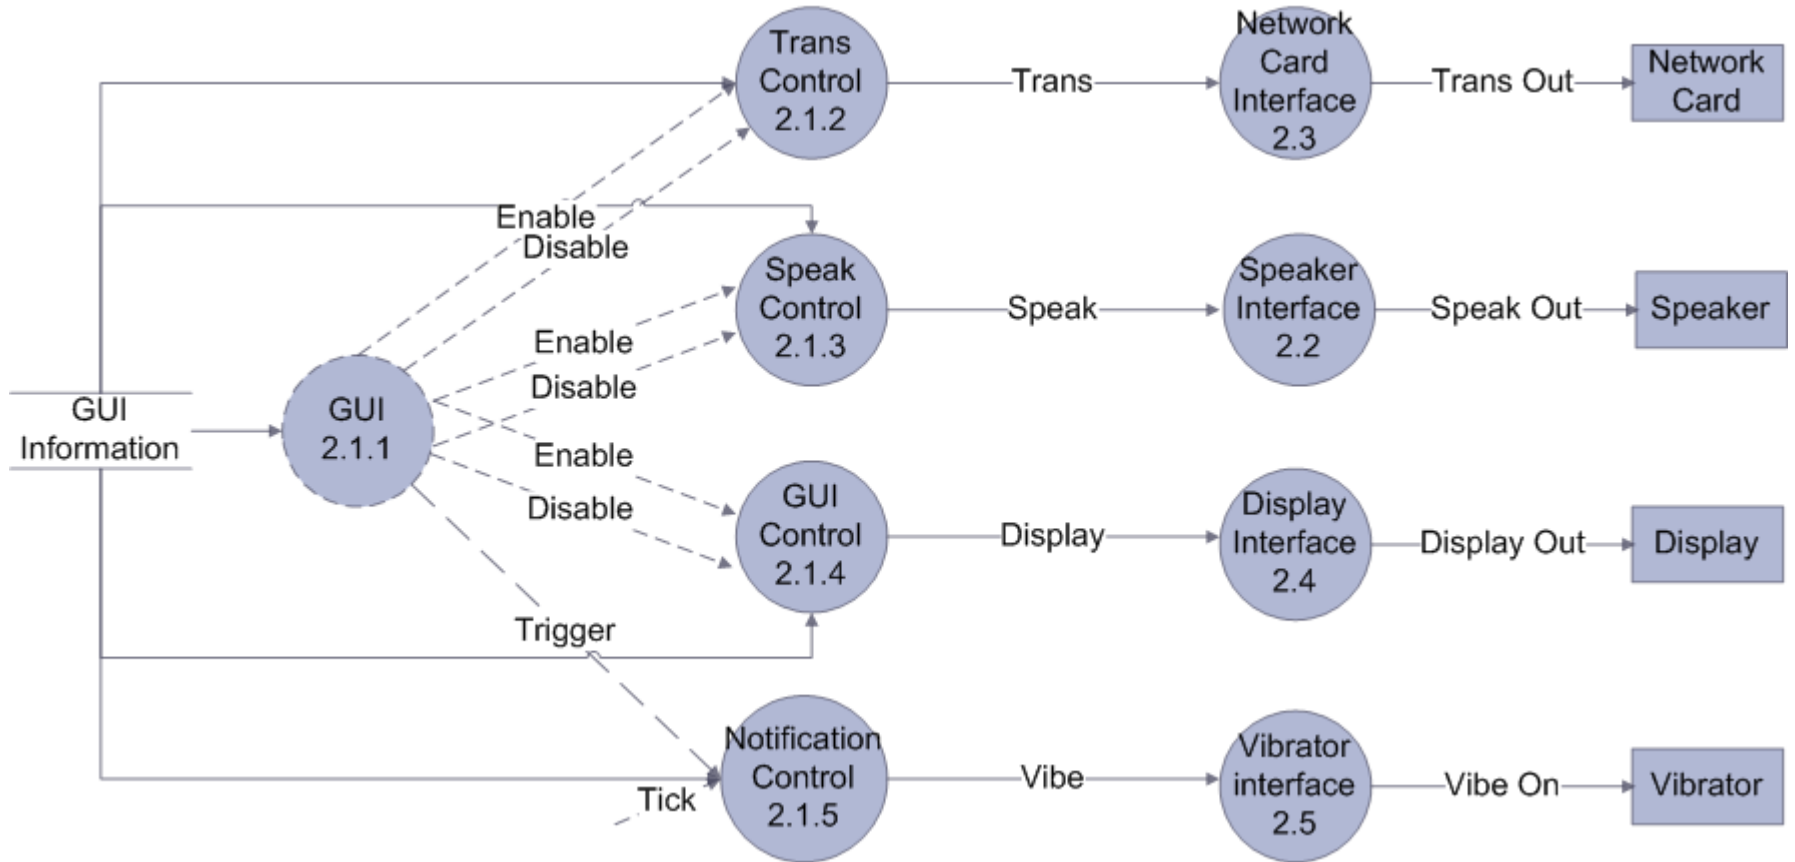 Trans
Control
2.1.2
Trans
Network
Card
Interface
2.3
Trans Out
Network
Card
Enable
Disable
Speak
Control
2.1.3
Speak
Speaker
Interface
2.2
Speak Out
Speaker
Enable
Disable
GUI
Information
GUI
2.1.1
Enable
Disable
GUI
Control
2.1.4
Display
Display
Interface
2.4
Display Out
Display
Trigger
Tick
Notification
Control
2.1.5
Vibe
Vibrator
interface
2.5
Vibe On
Vibrator